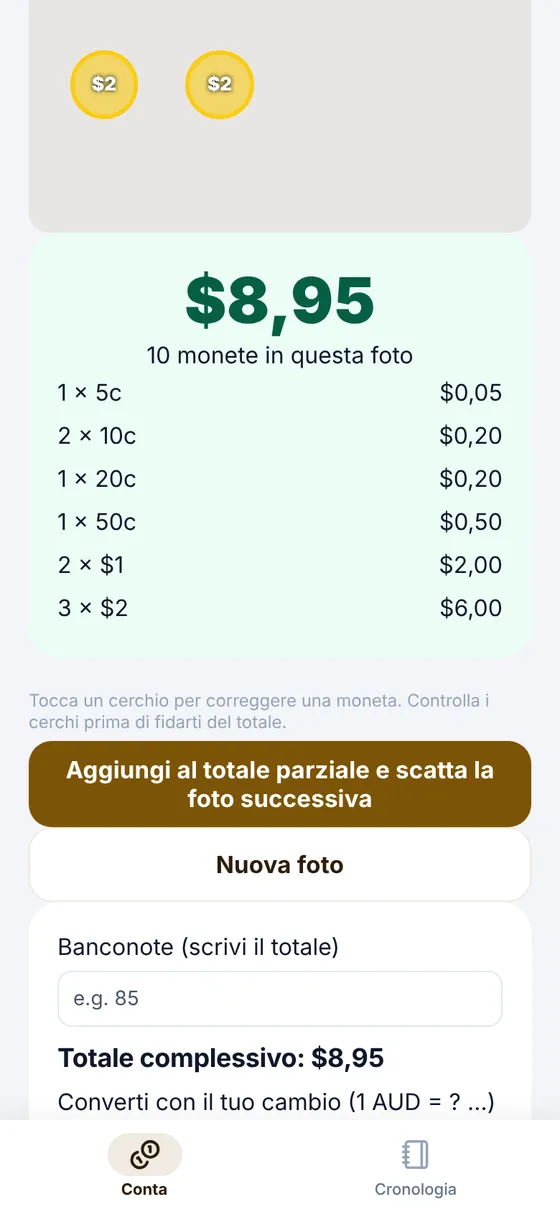 $2 $2
$8,95
10 monete in questa foto
1 × 5c $0,05
2 × 10c $0,20
1 × 20c $0,20
1 × 50c $0,50
2 × $1 $2,00
3 × $2 $6,00
Tocca un cerchio per correggere una moneta. Controlla i
cerchi prima di fidarti del totale.
Aggiungi al totale parziale e scatta la
foto successiva
Nuova foto
Banconote (scrivi il totale)
e.g. 85
Totale complessivo: $8,95
Converti con il tuo cambio (1 AUD = ? ...)
Conta Cronologia